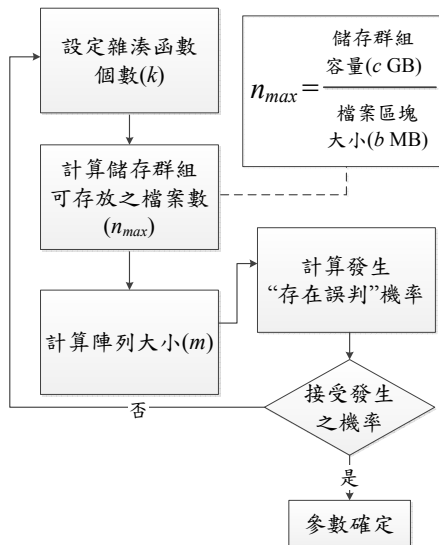 設定雜湊函數
個數(k)
n_max = 儲存群組
容量(c GB)
檔案區塊
大小(b MB)
計算儲存群組
可存放之檔案數
(n_max)
計算陣列大小(m)
計算發生
“存在誤判”機率
接受發生
之機率
否
是
參數確定